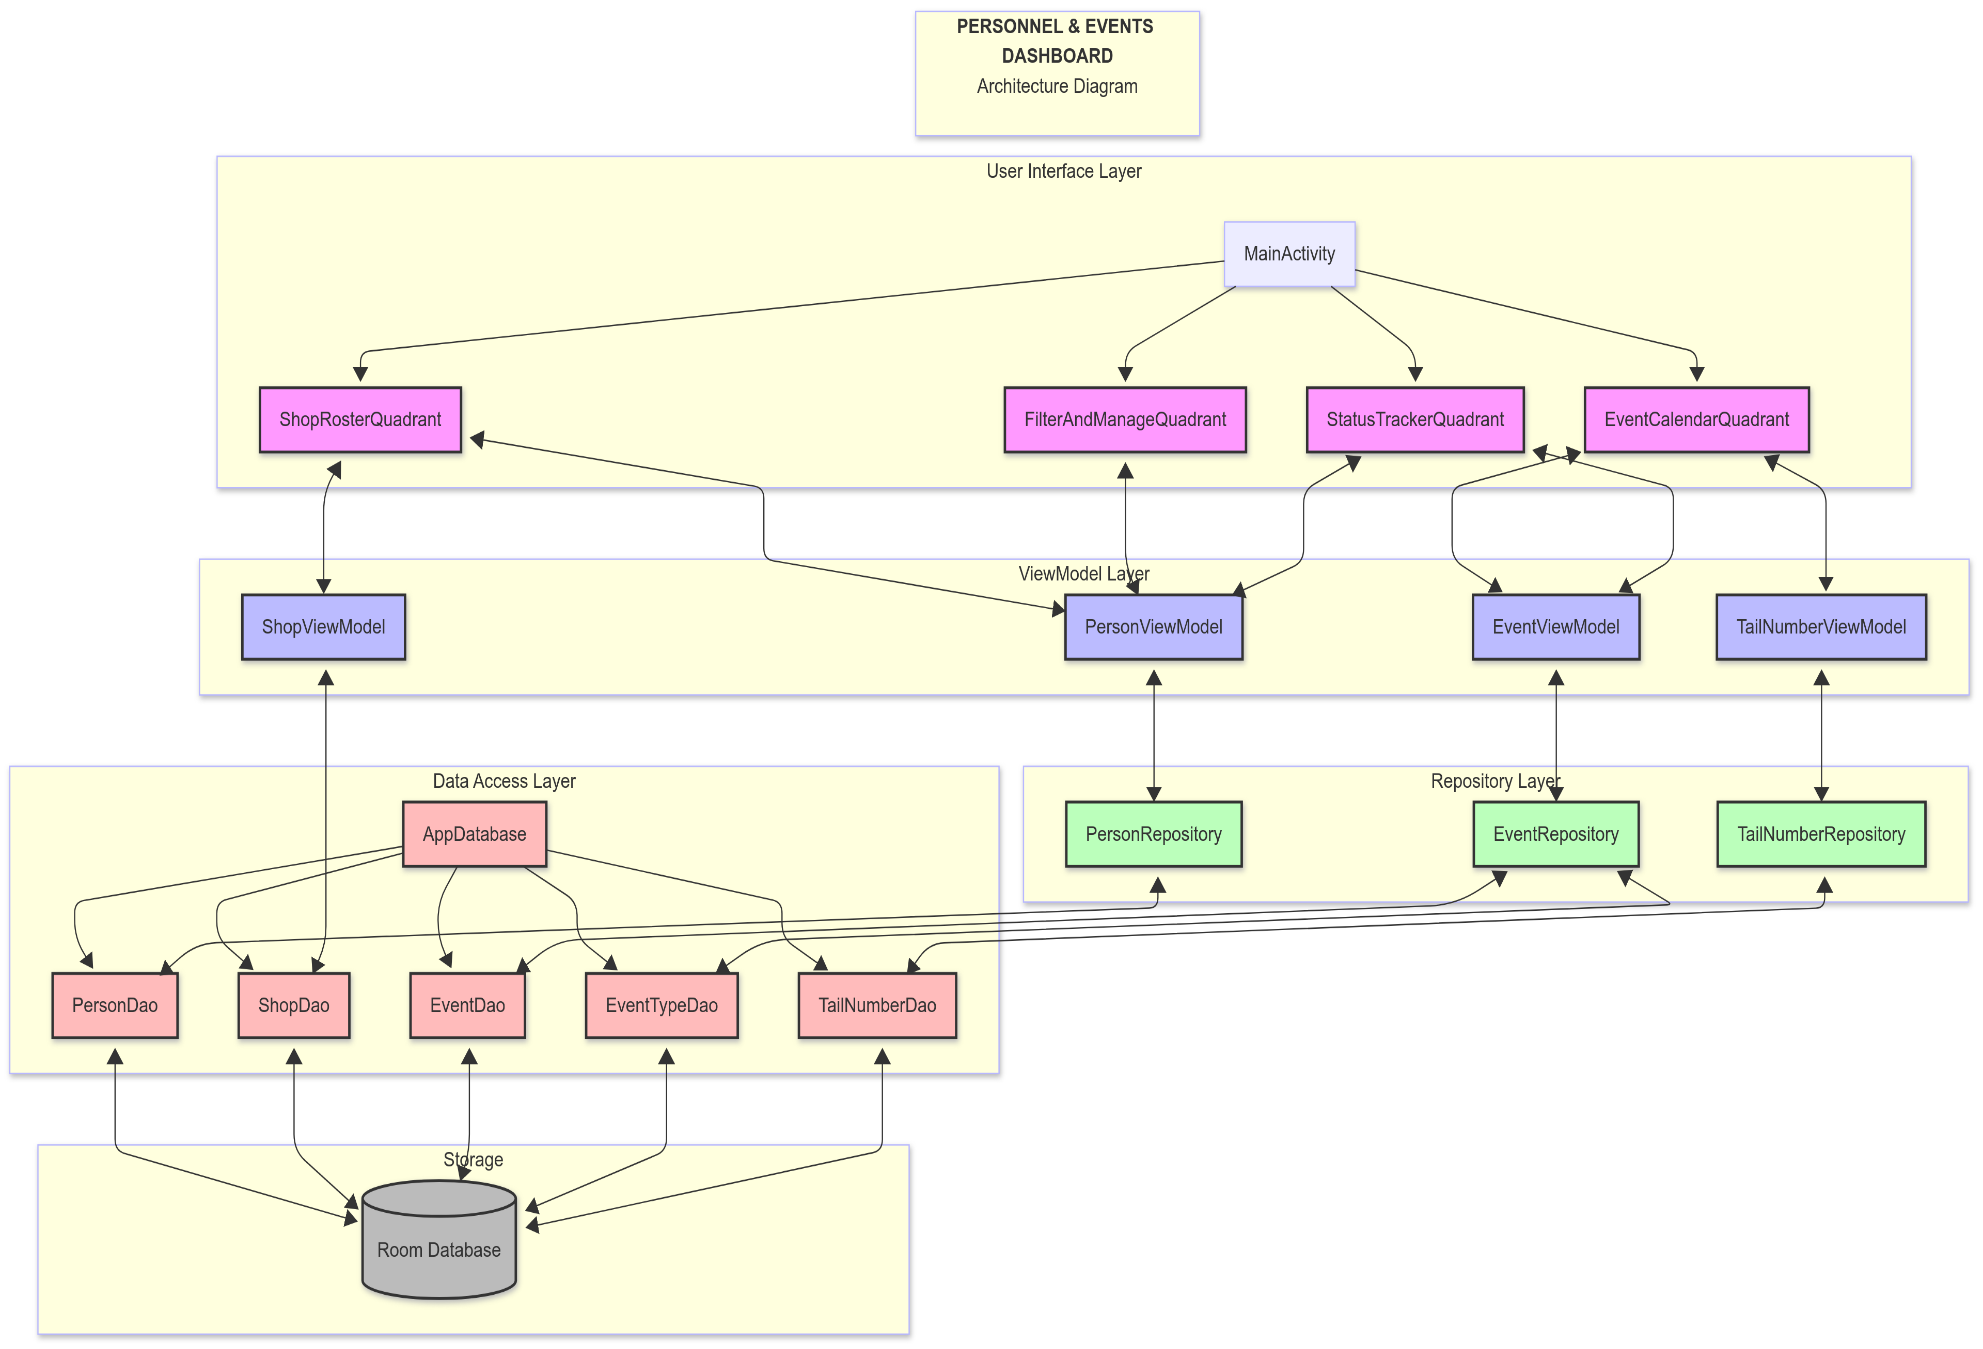 PERSONNEL & EVENTS
DASHBOARD
Architecture Diagram
User Interface Layer
MainActivity
ShopRosterQuadrant
FilterAndManageQuadrant
StatusTrackerQuadrant
EventCalendarQuadrant
ViewModel Layer
ShopViewModel
PersonViewModel
EventViewModel
TailNumberViewModel
Data Access Layer
Repository Layer
AppDatabase
PersonRepository
EventRepository
TailNumberRepository
PersonDao
ShopDao
EventDao
EventTypeDao
TailNumberDao
Storage
Room Database